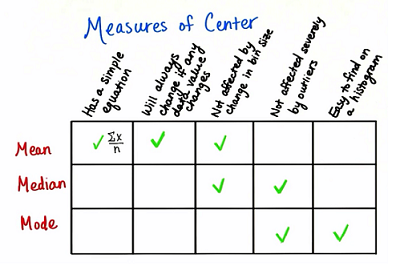 Measures of Center
Has a simple
equation
Will always
change if any
data value
changes
Not affected by
change in bin size
Not affected severely
by outliers
Easy to find on
a histogram
Mean
✓ Σx
n
✓
✓
Median
✓
✓
Mode
✓
✓